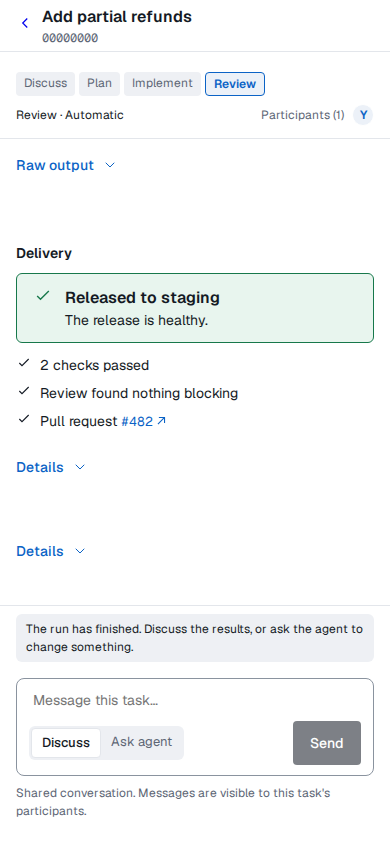 Add partial refunds
00000000
Discuss Plan Implement Review
Review · Automatic Participants (1) Y
Raw output
Delivery
Released to staging
The release is healthy.
2 checks passed
Review found nothing blocking
Pull request #482
Details
Details
The run has finished. Discuss the results, or ask the agent to
change something.
Message this task...
Discuss Ask agent Send
Shared conversation. Messages are visible to this task's
participants.